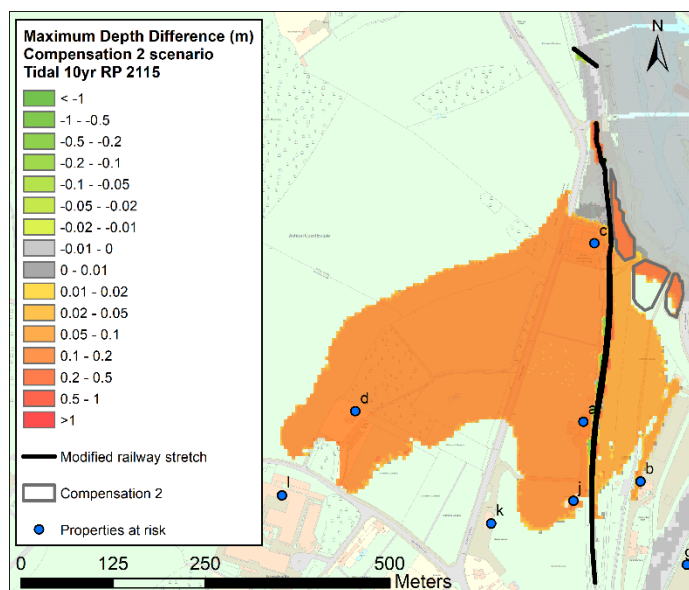 Maximum Depth Difference (m)
Compensation 2 scenario
Tidal 10yr RP 2115
< -1
-1 - -0.5
-0.5 - -0.2
-0.2 - -0.1
-0.1 - -0.05
-0.05 - -0.02
-0.02 - -0.01
-0.01 - 0
0 - 0.01
0.01 - 0.02
0.02 - 0.05
0.05 - 0.1
0.1 - 0.2
0.2 - 0.5
0.5 - 1
>1
Modified railway stretch
Compensation 2
Properties at risk
0 125 250 500
Meters
N
c
d
a
b
j
l
k
g